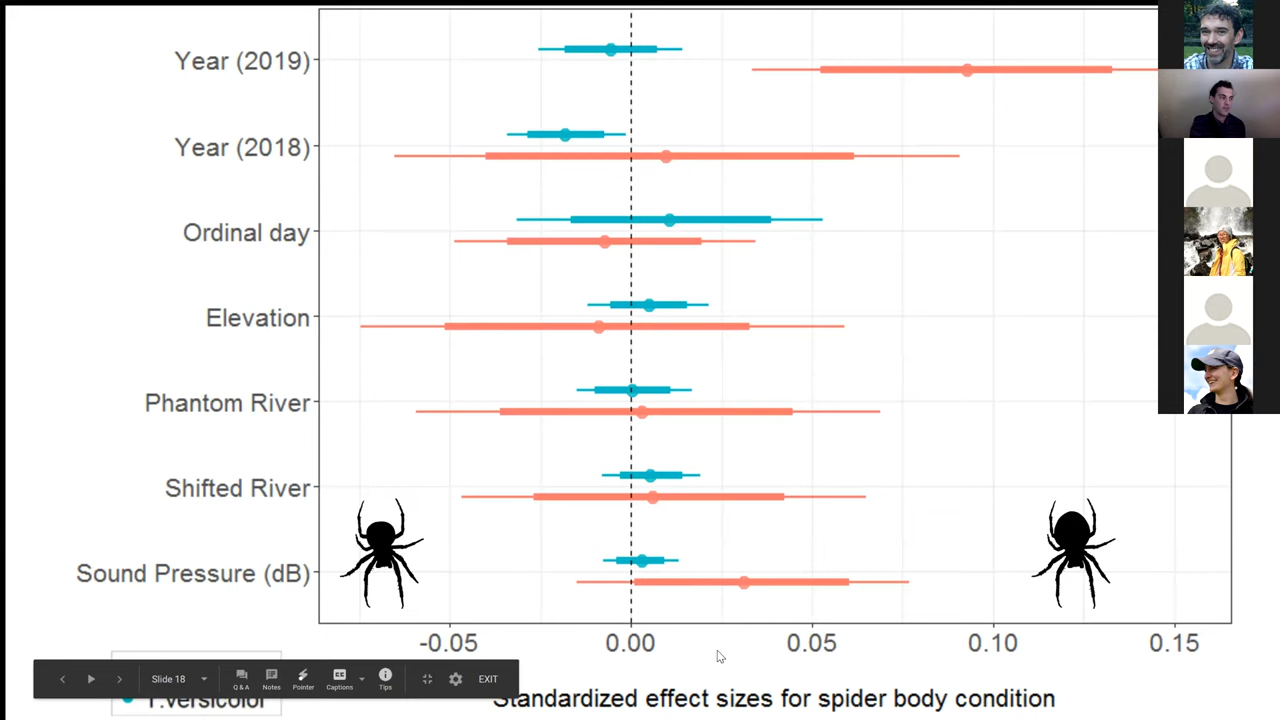 Year (2019)
Year (2018)
Ordinal day
Elevation
Phantom River
Shifted River
Sound Pressure (dB)
-0.05 0.00 0.05 0.10 0.15
Slide 18
Q & A
Notes
Pointer
Captions
Tips
EXIT
T.versicolor
Standardized effect sizes for spider body condition